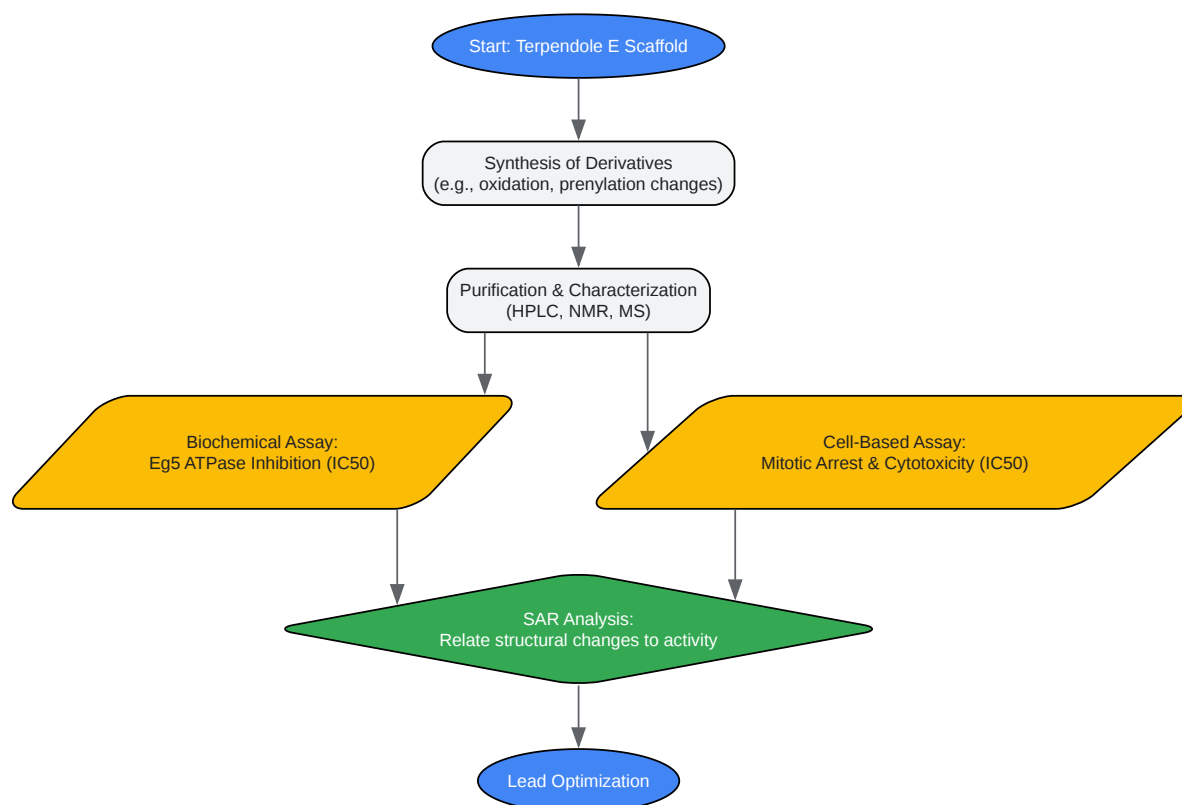 Start: Terpendole E Scaffold
Synthesis of Derivatives
(e.g., oxidation, prenylation changes)
Purification & Characterization
(HPLC, NMR, MS)
Biochemical Assay:
Eg5 ATPase Inhibition (IC50)
Cell-Based Assay:
Mitotic Arrest & Cytotoxicity (IC50)
SAR Analysis:
Relate structural changes to activity
Lead Optimization